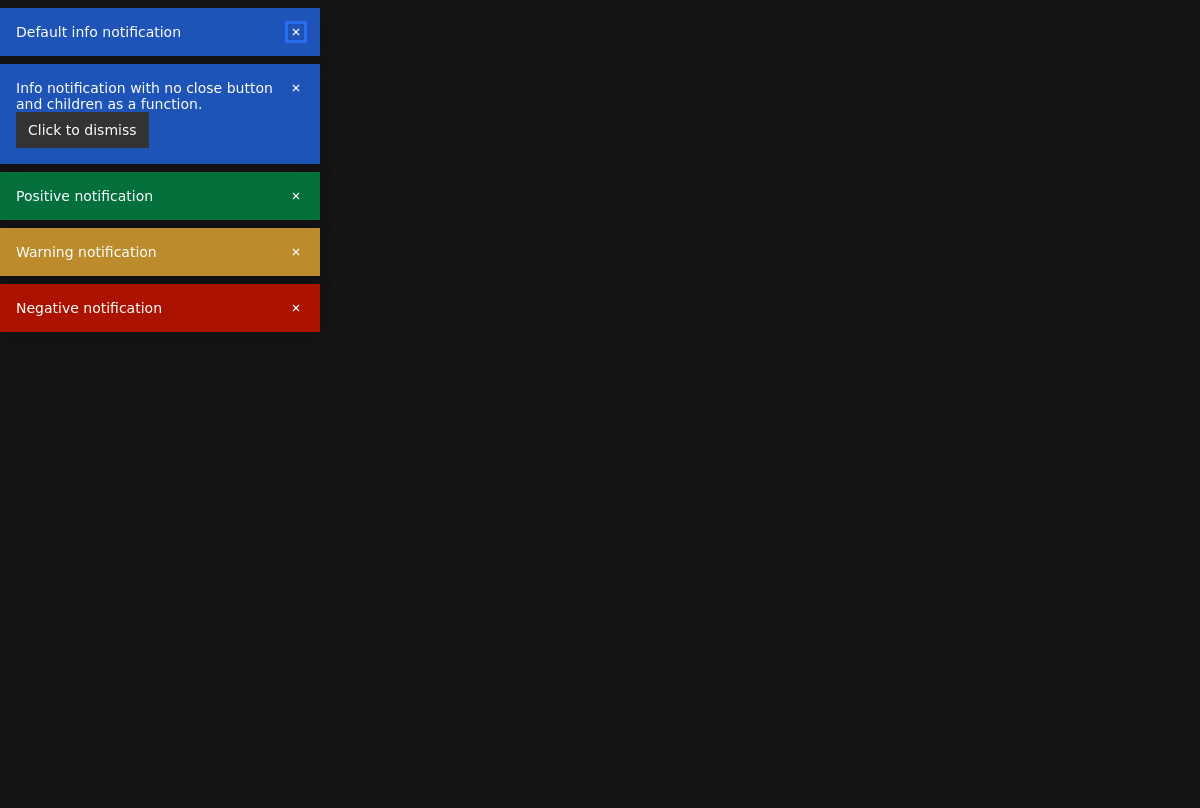 Default info notification ×
Info notification with no close button ×
and children as a function.
Click to dismiss
Positive notification ×
Warning notification ×
Negative notification ×